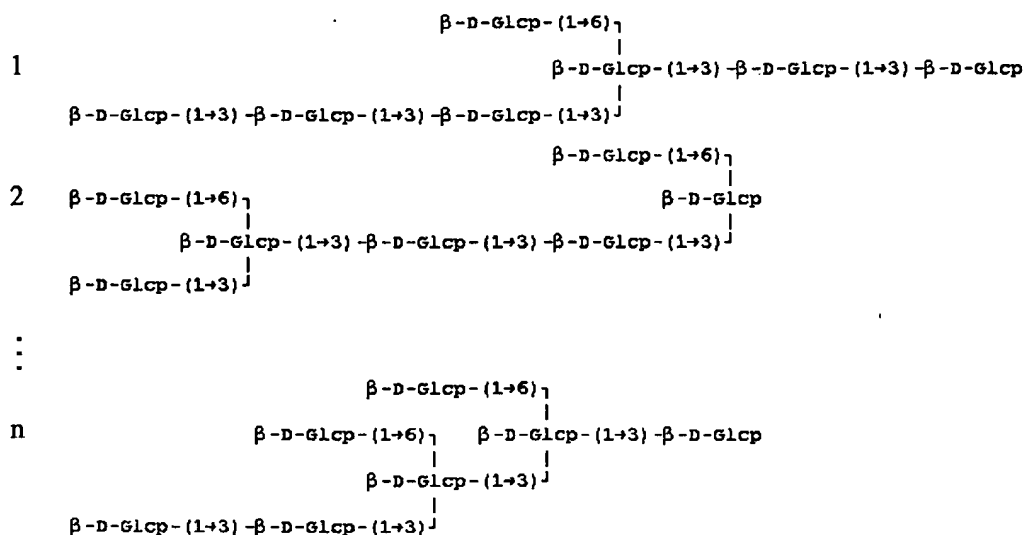 β-D-Glcp-(1→6)
1 β-D-Glcp-(1→3)-β-D-Glcp-(1→3)-β-D-Glcp
β-D-Glcp-(1→3)-β-D-Glcp-(1→3)-β-D-Glcp-(1→3)
β-D-Glcp-(1→6)
2 β-D-Glcp-(1→6) β-D-Glcp
β-D-Glcp-(1→3)-β-D-Glcp-(1→3)-β-D-Glcp-(1→3)
β-D-Glcp-(1→3)
β-D-Glcp-(1→6)
n β-D-Glcp-(1→6) β-D-Glcp-(1→3)-β-D-Glcp
β-D-Glcp-(1→3)
β-D-Glcp-(1→3)-β-D-Glcp-(1→3)